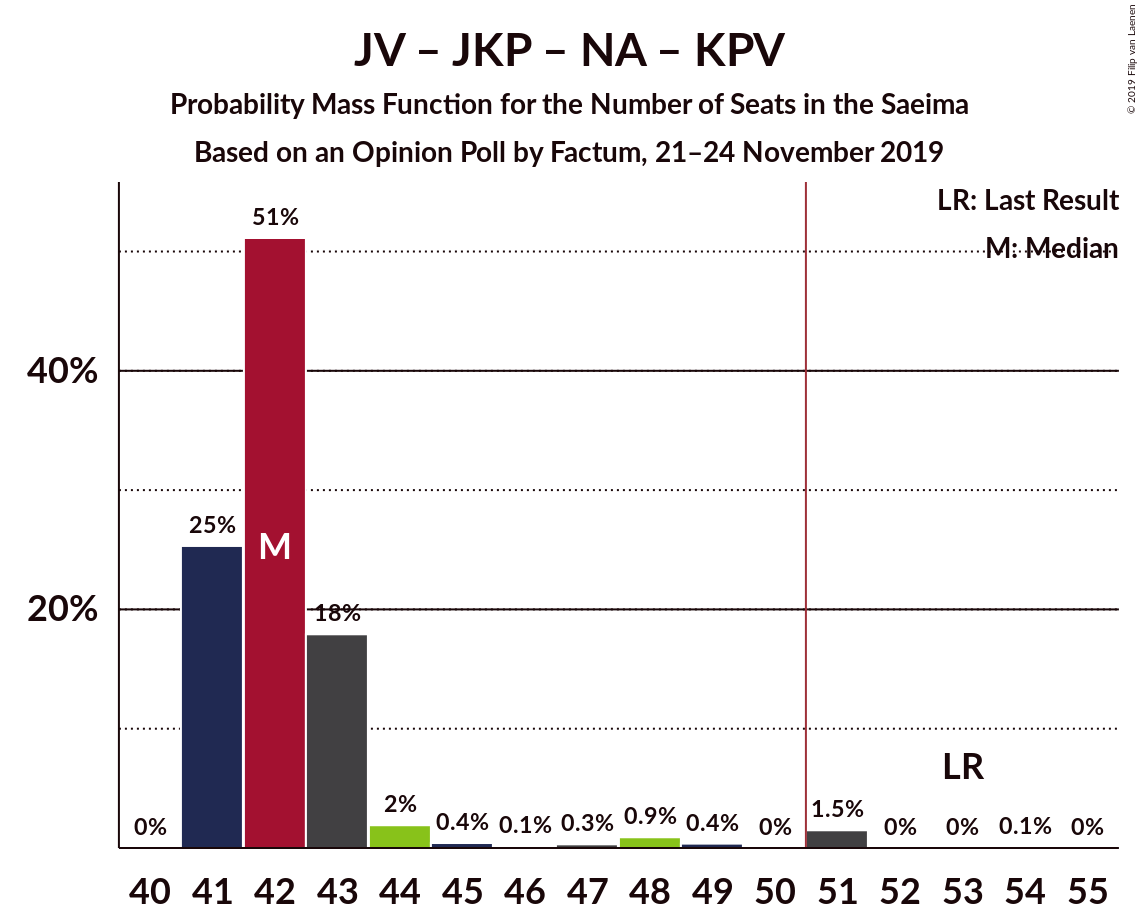 JV – JKP – NA – KPV
Probability Mass Function for the Number of Seats in the Saeima
Based on an Opinion Poll by Factum, 21–24 November 2019
© 2019 Filip van Laenen
LR: Last Result
M: Median
40%
20%
0%
25%
51%
M
18%
2%
0.4%
0.1%
0.3%
0.9%
0.4%
0%
1.5%
0%
0%
0.1%
0%
LR
40 41 42 43 44 45 46 47 48 49 50 51 52 53 54 55